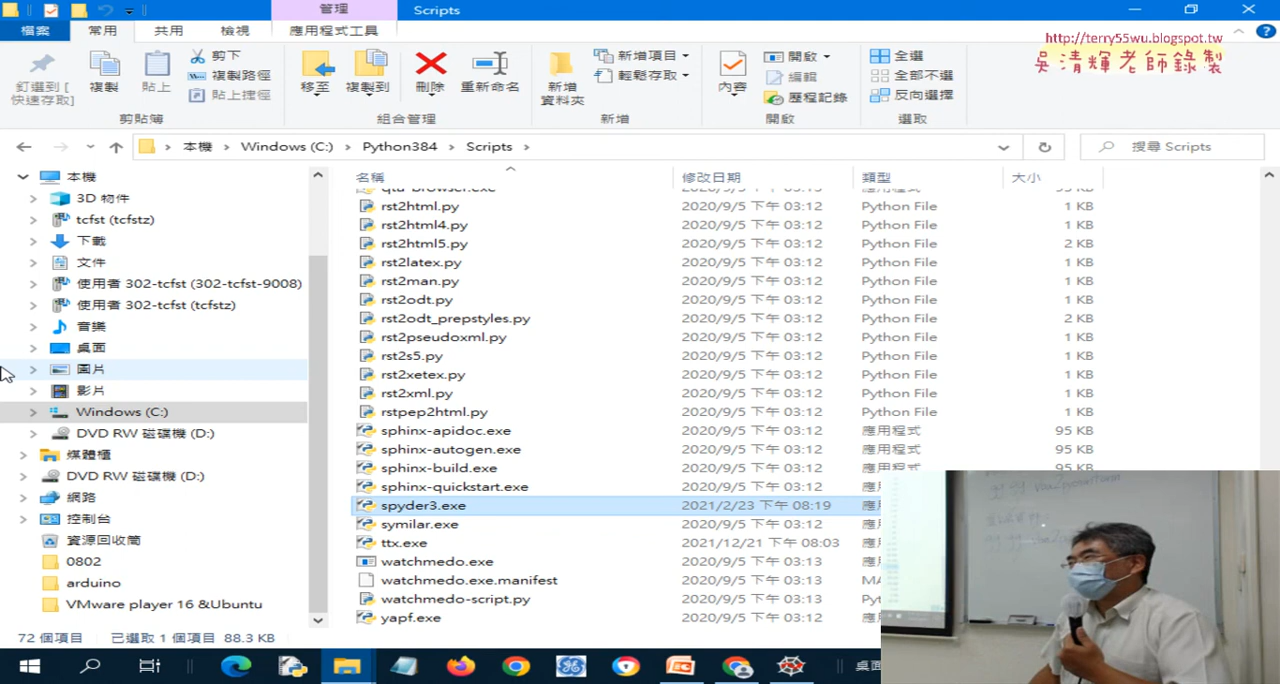 管理
Scripts
檔案
常用
共用
檢視
應用程式工具
http://terry55wu.blogspot.tw
吳清輝老師錄製
釘選到 [
快速存取]
複製
貼上
剪下
複製路徑
貼上捷徑
剪貼簿
移至
複製到
刪除
重新命名
組合管理
新增
資料夾
新增項目
輕鬆存取
新增
內容
開啟
編輯
歷程記錄
開啟
全選
全部不選
反向選擇
選取
本機 › Windows (C:) › Python384 › Scripts ›
搜尋 Scripts
本機
3D 物件
tcfst (tcfstz)
下載
文件
使用者 302-tcfst (302-tcfst-9008)
使用者 302-tcfst (tcfstz)
音樂
桌面
圖片
影片
Windows (C:)
DVD RW 磁碟機 (D:)
媒體櫃
DVD RW 磁碟機 (D:)
網路
控制台
資源回收筒
0802
arduino
VMware player 16 &Ubuntu
名稱 修改日期 類型 大小
rst2html.py 2020/9/5 下午 03:12 Python File 1 KB
rst2html4.py 2020/9/5 下午 03:12 Python File 1 KB
rst2html5.py 2020/9/5 下午 03:12 Python File 2 KB
rst2latex.py 2020/9/5 下午 03:12 Python File 1 KB
rst2man.py 2020/9/5 下午 03:12 Python File 1 KB
rst2odt.py 2020/9/5 下午 03:12 Python File 1 KB
rst2odt_prepstyles.py 2020/9/5 下午 03:12 Python File 2 KB
rst2pseudoxml.py 2020/9/5 下午 03:12 Python File 1 KB
rst2s5.py 2020/9/5 下午 03:12 Python File 1 KB
rst2xetex.py 2020/9/5 下午 03:12 Python File 1 KB
rst2xml.py 2020/9/5 下午 03:12 Python File 1 KB
rstpep2html.py 2020/9/5 下午 03:12 Python File 1 KB
sphinx-apidoc.exe 2020/9/5 下午 03:12 應用程式 95 KB
sphinx-autogen.exe 2020/9/5 下午 03:12 應用程式 95 KB
sphinx-build.exe 2020/9/5 下午 03:12 應用程式 95 KB
sphinx-quickstart.exe 2020/9/5 下午 03:12
spyder3.exe 2021/2/23 下午 08:19
symilar.exe 2020/9/5 下午 03:12
ttx.exe 2021/12/21 下午 08:03
watchmedo.exe 2020/9/5 下午 03:13
watchmedo.exe.manifest 2020/9/5 下午 03:13
watchmedo-script.py 2020/9/5 下午 03:13
yapf.exe 2020/9/5 下午 03:12
72 個項目 已選取 1 個項目 88.3 KB
桌面